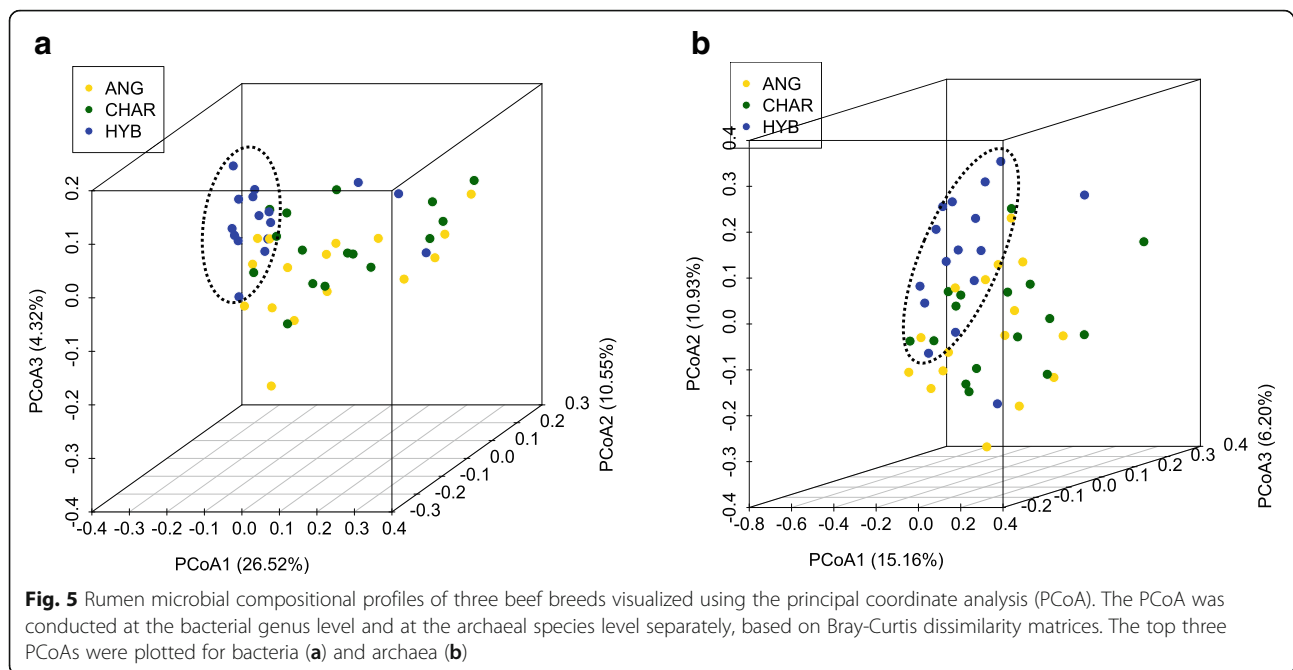 a
ANG
CHAR
HYB
PCoA3 (4.32%)
0.2
0.1
0.0
-0.1
-0.2
-0.3
-0.4
-0.4 -0.3 -0.2 -0.1 0.0 0.1 0.2 0.3 0.4
PCoA1 (26.52%)
-0.3 -0.2 -0.1 0.0 0.1 0.2 0.3
PCoA2 (10.55%)
b
ANG
CHAR
HYB
PCoA2 (10.93%)
0.4
0.3
0.2
0.1
0.0
-0.1
-0.2
-0.3
-0.4
-0.8 -0.6 -0.4 -0.2 0.0 0.2 0.4
PCoA1 (15.16%)
-0.2 -0.1 0.0 0.1 0.2 0.3 0.4
PCoA3 (6.20%)
Fig. 5 Rumen microbial compositional profiles of three beef breeds visualized using the principal coordinate analysis (PCoA). The PCoA was
conducted at the bacterial genus level and at the archaeal species level separately, based on Bray-Curtis dissimilarity matrices. The top three
PCoAs were plotted for bacteria (a) and archaea (b)